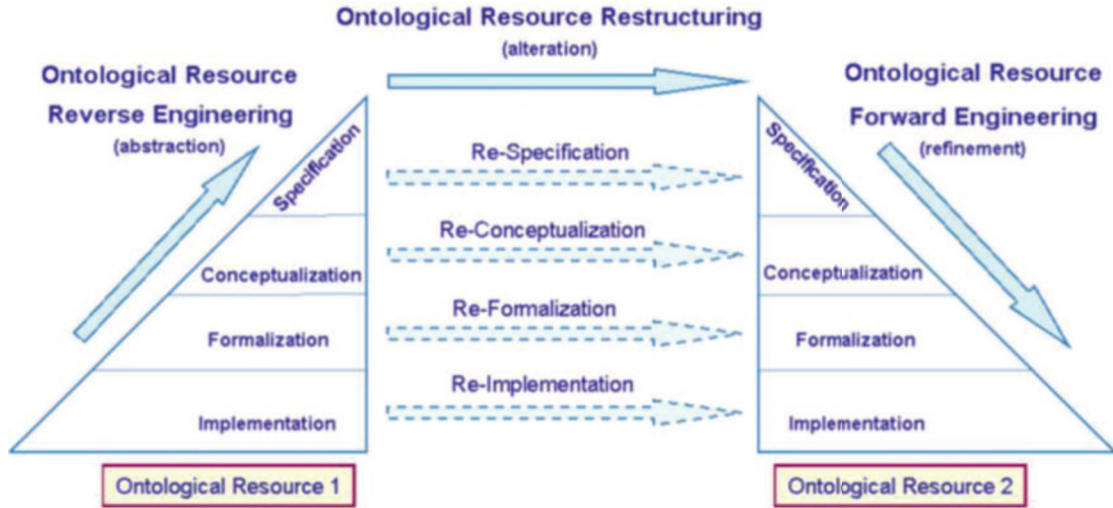 Ontological Resource Restructuring
(alteration)
Ontological Resource
Reverse Engineering
(abstraction)
Ontological Resource
Forward Engineering
(refinement)
Specification
Re-Specification
Specification
Conceptualization
Re-Conceptualization
Conceptualization
Formalization
Re-Formalization
Formalization
Implementation
Re-Implementation
Implementation
Ontological Resource 1
Ontological Resource 2